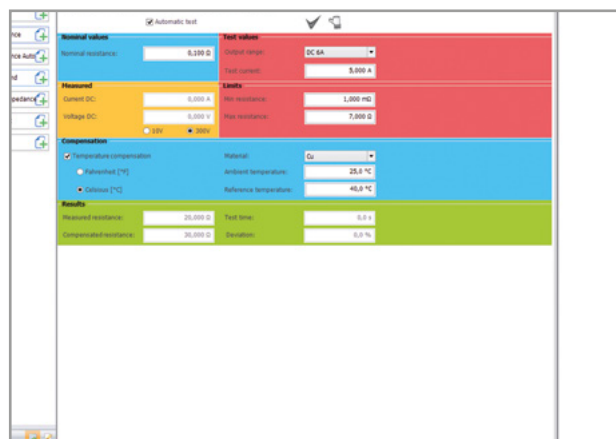 Automatic test
nce
nce Auto
nd
pedance
Nominal values
Nominal resistance: 0,100 Ω
Test values
Output range: DC 6A
Test current: 5,000 A
Measured
Current DC: 0,000 A
Voltage DC: 0,000 V
10V 300V
Limits
Min resistance: 1,000 mΩ
Max resistance: 7,000 Ω
Compensation
Temperature compensation Material: Cu
Fahrenheit [°F] Ambient temperature: 25,0 °C
Celsious [°C] Reference temperature: 40,0 °C
Results
Measured resistance: 20,000 Ω Test time: 0,0 s
Compensated resistance: 30,000 Ω Deviation: 0,0 %